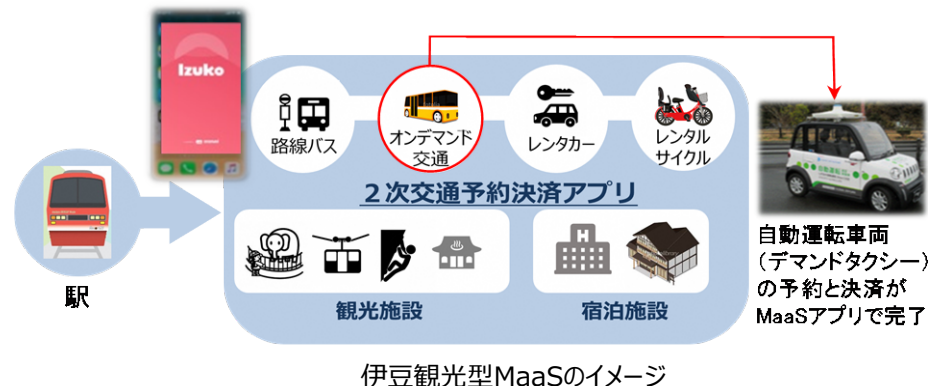 Izuko
路線バス
オンデマンド
交通
レンタカー
レンタル
サイクル
２次交通予約決済アプリ
駅
観光施設
H
宿泊施設
自動運転
自動運転車両
（デマンドタクシー）
の予約と決済が
MaaSアプリで完了
伊豆観光型MaaSのイメージ